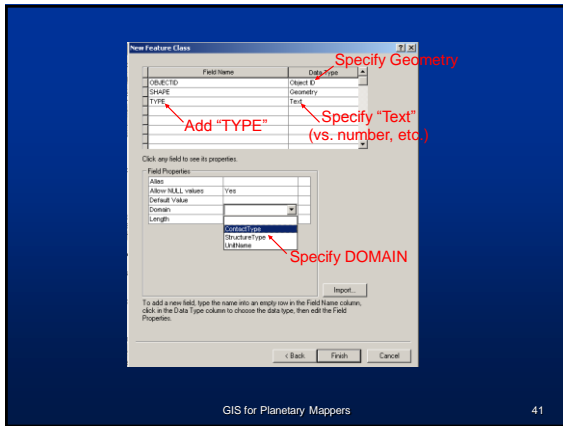 New Feature Class
Specify Geometry
Field Name
Data Type
OBJECTID
Object ID
SHAPE
Geometry
TYPE
Text
Add “TYPE”
Specify “Text”
(vs. number, etc.)
Click any field to see its properties.
Field Properties
Alias
Allow NULL values
Yes
Default Value
Domain
Length
ContactType
StructureType
UnitName
Specify DOMAIN
Import...
To add a new field, type the name into an empty row in the Field Name column,
click in the Data Type column to choose the data type, then edit the Field
Properties.
< Back
Finish
Cancel
GIS for Planetary Mappers
41